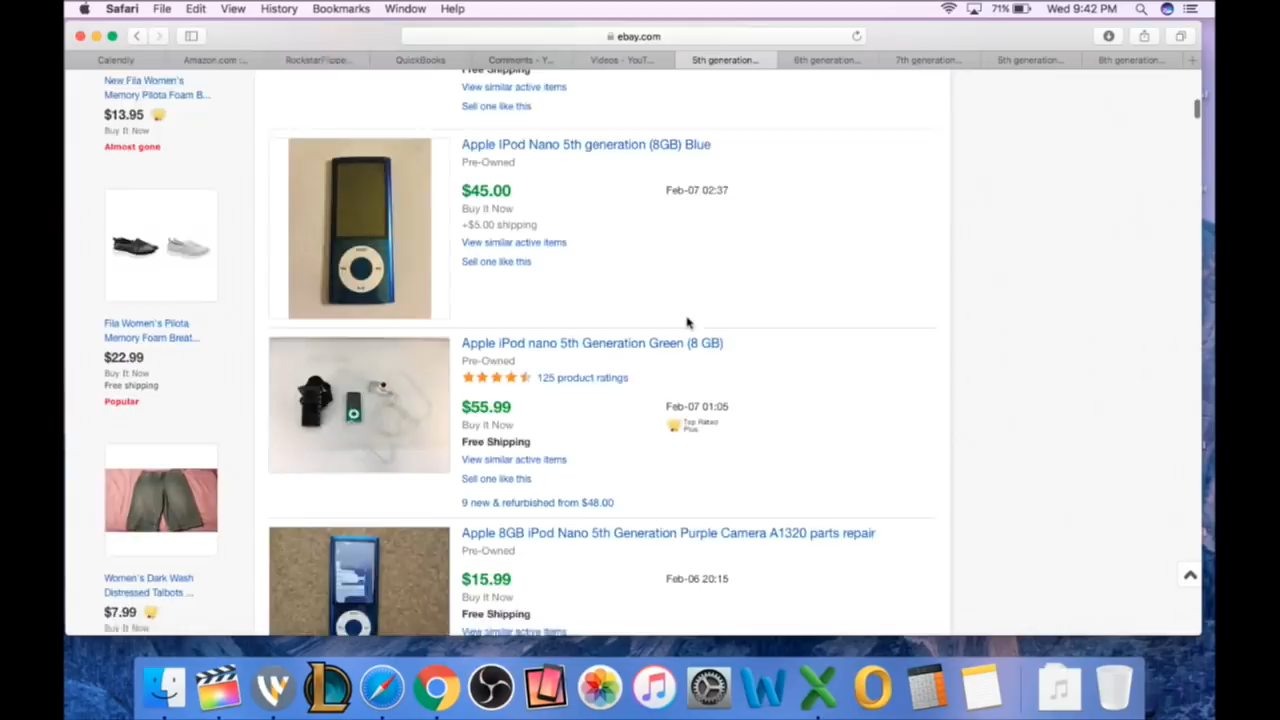 Safari File Edit View History Bookmarks Window Help 71% Wed 9:42 PM
ebay.com
Calendly Amazon.com :... RockstarFlippe... QuickBooks Comments - Y... Videos - YouT... 5th generation... 6th generation... 7th generation... 5th generation... 6th generation...
New Fila Women's
Memory Pilota Foam B...
$13.95
Buy It Now
Almost gone
Fila Women's Pilota
Memory Foam Breat...
$22.99
Buy It Now
Free shipping
Popular
Women's Dark Wash
Distressed Talbots ...
$7.99
Buy It Now
Free Shipping
View similar active items
Sell one like this
Apple IPod Nano 5th generation (8GB) Blue
Pre-Owned
$45.00 Feb-07 02:37
Buy It Now
+$5.00 shipping
View similar active items
Sell one like this
Apple iPod nano 5th Generation Green (8 GB)
Pre-Owned
125 product ratings
$55.99 Feb-07 01:05
Buy It Now Top Rated
Plus
Free Shipping
View similar active items
Sell one like this
9 new & refurbished from $48.00
Apple 8GB iPod Nano 5th Generation Purple Camera A1320 parts repair
Pre-Owned
$15.99 Feb-06 20:15
Buy It Now
Free Shipping
View similar active items